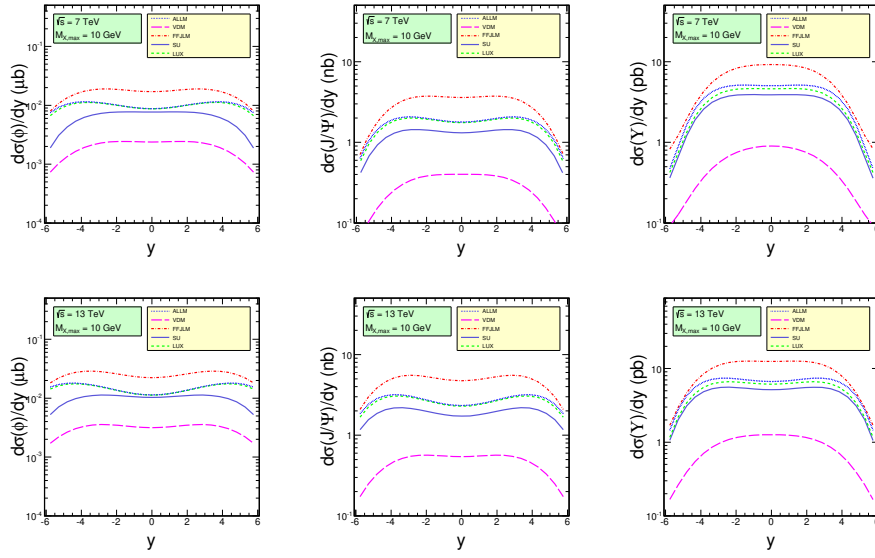 √s = 7 TeV
M_X,max = 10 GeV
ALLM
VDM
FFJLM
SU
LUX
dσ(ϕ)/dy (μb)
10⁻¹
10⁻²
10⁻³
10⁻⁴
-6 -4 -2 0 2 4 6
y
√s = 7 TeV
M_X,max = 10 GeV
ALLM
VDM
FFJLM
SU
LUX
dσ(J/Ψ)/dy (nb)
10
1
10⁻¹
-6 -4 -2 0 2 4 6
y
√s = 7 TeV
M_X,max = 10 GeV
ALLM
VDM
FFJLM
SU
LUX
dσ(ϒ)/dy (pb)
10
1
10⁻¹
-6 -4 -2 0 2 4 6
y
√s = 13 TeV
M_X,max = 10 GeV
ALLM
VDM
FFJLM
SU
LUX
dσ(ϕ)/dy (μb)
10⁻¹
10⁻²
10⁻³
10⁻⁴
-6 -4 -2 0 2 4 6
y
√s = 13 TeV
M_X,max = 10 GeV
ALLM
VDM
FFJLM
SU
LUX
dσ(J/Ψ)/dy (nb)
10
1
10⁻¹
-6 -4 -2 0 2 4 6
y
√s = 13 TeV
M_X,max = 10 GeV
ALLM
VDM
FFJLM
SU
LUX
dσ(ϒ)/dy (pb)
10
1
10⁻¹
-6 -4 -2 0 2 4 6
y